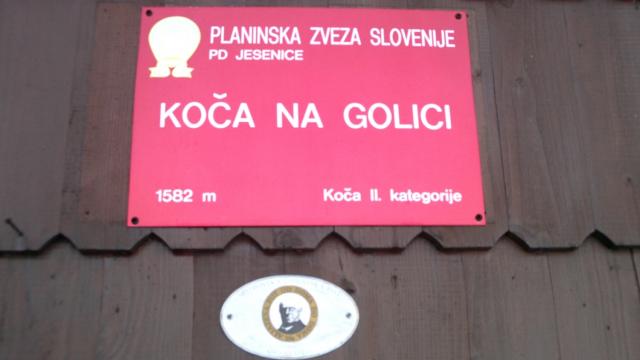 PLANINSKA ZVEZA SLOVENIJE
PD JESENICE
KOČA NA GOLICI
1582 m Koča II. kategorije